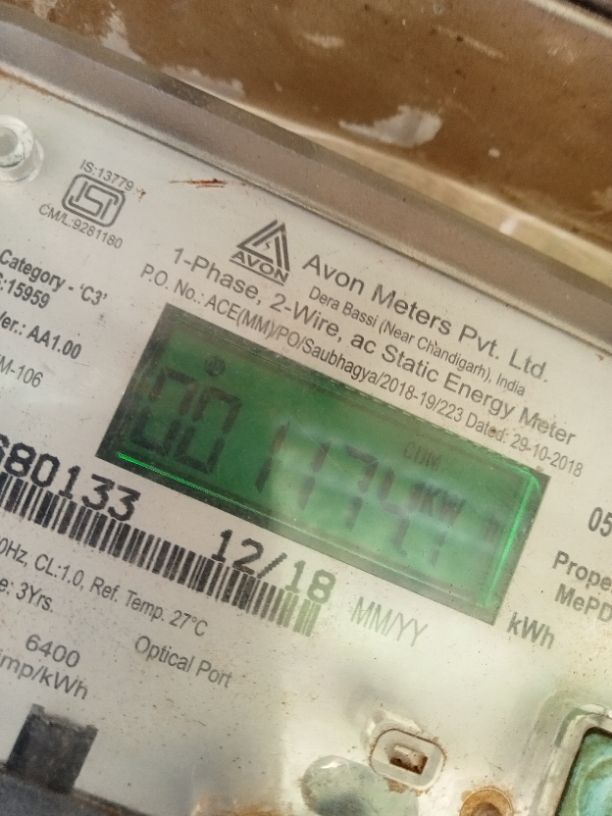 IS:13779
CM/L:9281180
AVON
Avon Meters Pvt. Ltd.
Dera Bassi (Near Chandigarh), India
1-Phase, 2-Wire, ac Static Energy Meter
P.O. No.: ACE(MM)/PO/Saubhagya/2018-19/223 Dated: 29-10-2018
Category - 'C3'
:15959
Ver.: AA1.00
M-106
CUM
kW
kWh
680133
12/18
MM/YY
0Hz, CL:1.0, Ref. Temp. 27°C
e: 3Yrs.
Optical Port
6400
imp/kWh
05
Prope
MePD